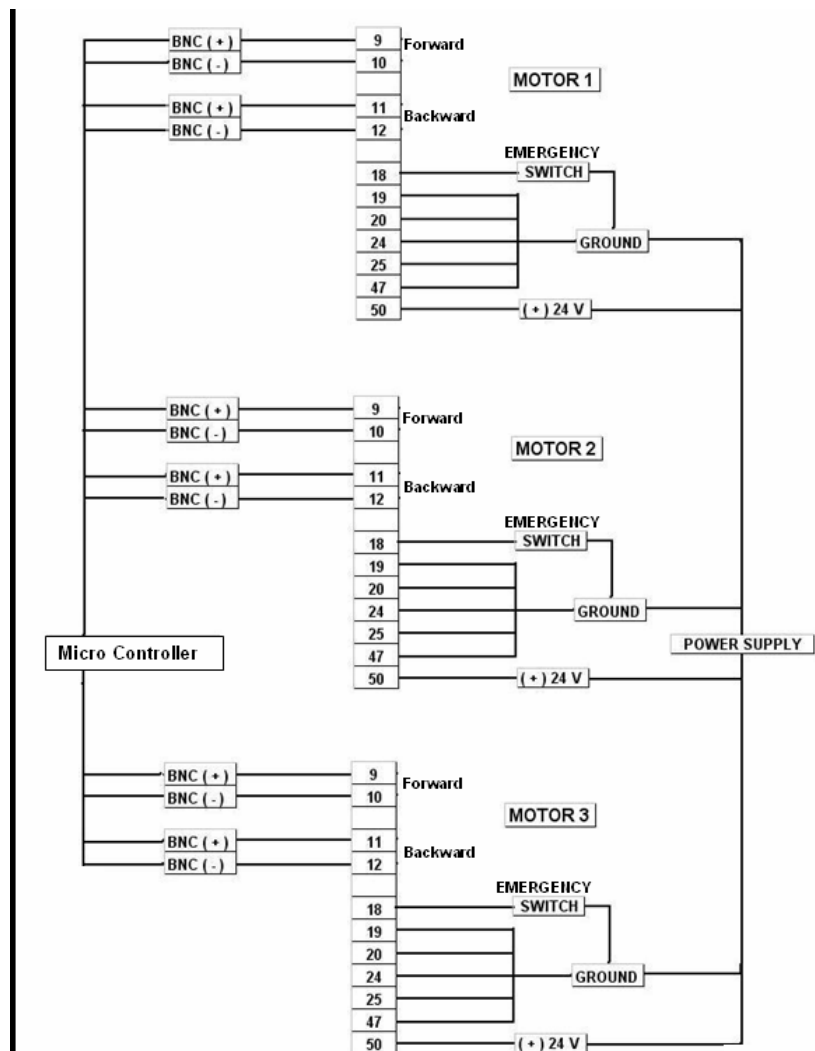 BNC ( + ) 9 Forward
BNC ( - ) 10
MOTOR 1
BNC ( + ) 11 Backward
BNC ( - ) 12
EMERGENCY
18 SWITCH
19
20
24 GROUND
25
47
50 ( + ) 24 V
BNC ( + ) 9 Forward
BNC ( - ) 10
MOTOR 2
BNC ( + ) 11 Backward
BNC ( - ) 12
EMERGENCY
18 SWITCH
19
20
24 GROUND
25
Micro Controller 47 POWER SUPPLY
50 ( + ) 24 V
BNC ( + ) 9 Forward
BNC ( - ) 10
MOTOR 3
BNC ( + ) 11 Backward
BNC ( - ) 12
EMERGENCY
18 SWITCH
19
20
24 GROUND
25
47
50 ( + ) 24 V